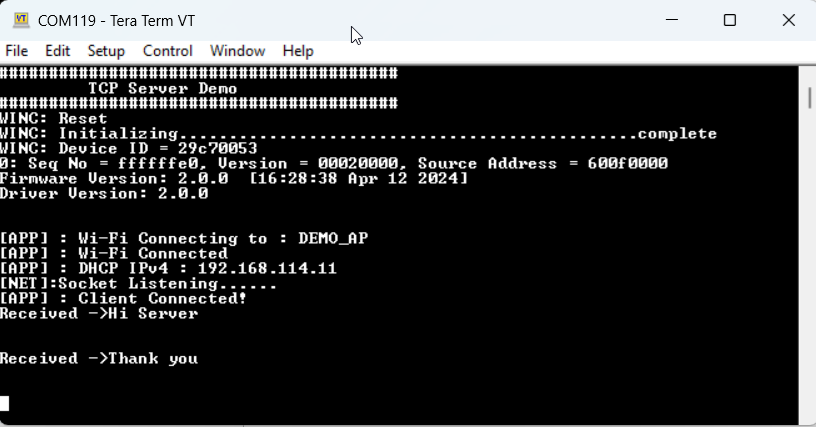 COM119 - Tera Term VT
File Edit Setup Control Window Help
########################################
TCP Server Demo
########################################
WINC: Reset
WINC: Initializing..............................................complete
WINC: Device ID = 29c70053
0: Seq No = ffffffe0, Version = 00020000, Source Address = 600f0000
Firmware Version: 2.0.0 [16:28:38 Apr 12 2024]
Driver Version: 2.0.0
[APP] : Wi-Fi Connecting to : DEMO_AP
[APP] : Wi-Fi Connected
[APP] : DHCP IPv4 : 192.168.114.11
[NET]:Socket Listening......
[APP] : Client Connected!
Received ->Hi Server
Received ->Thank you